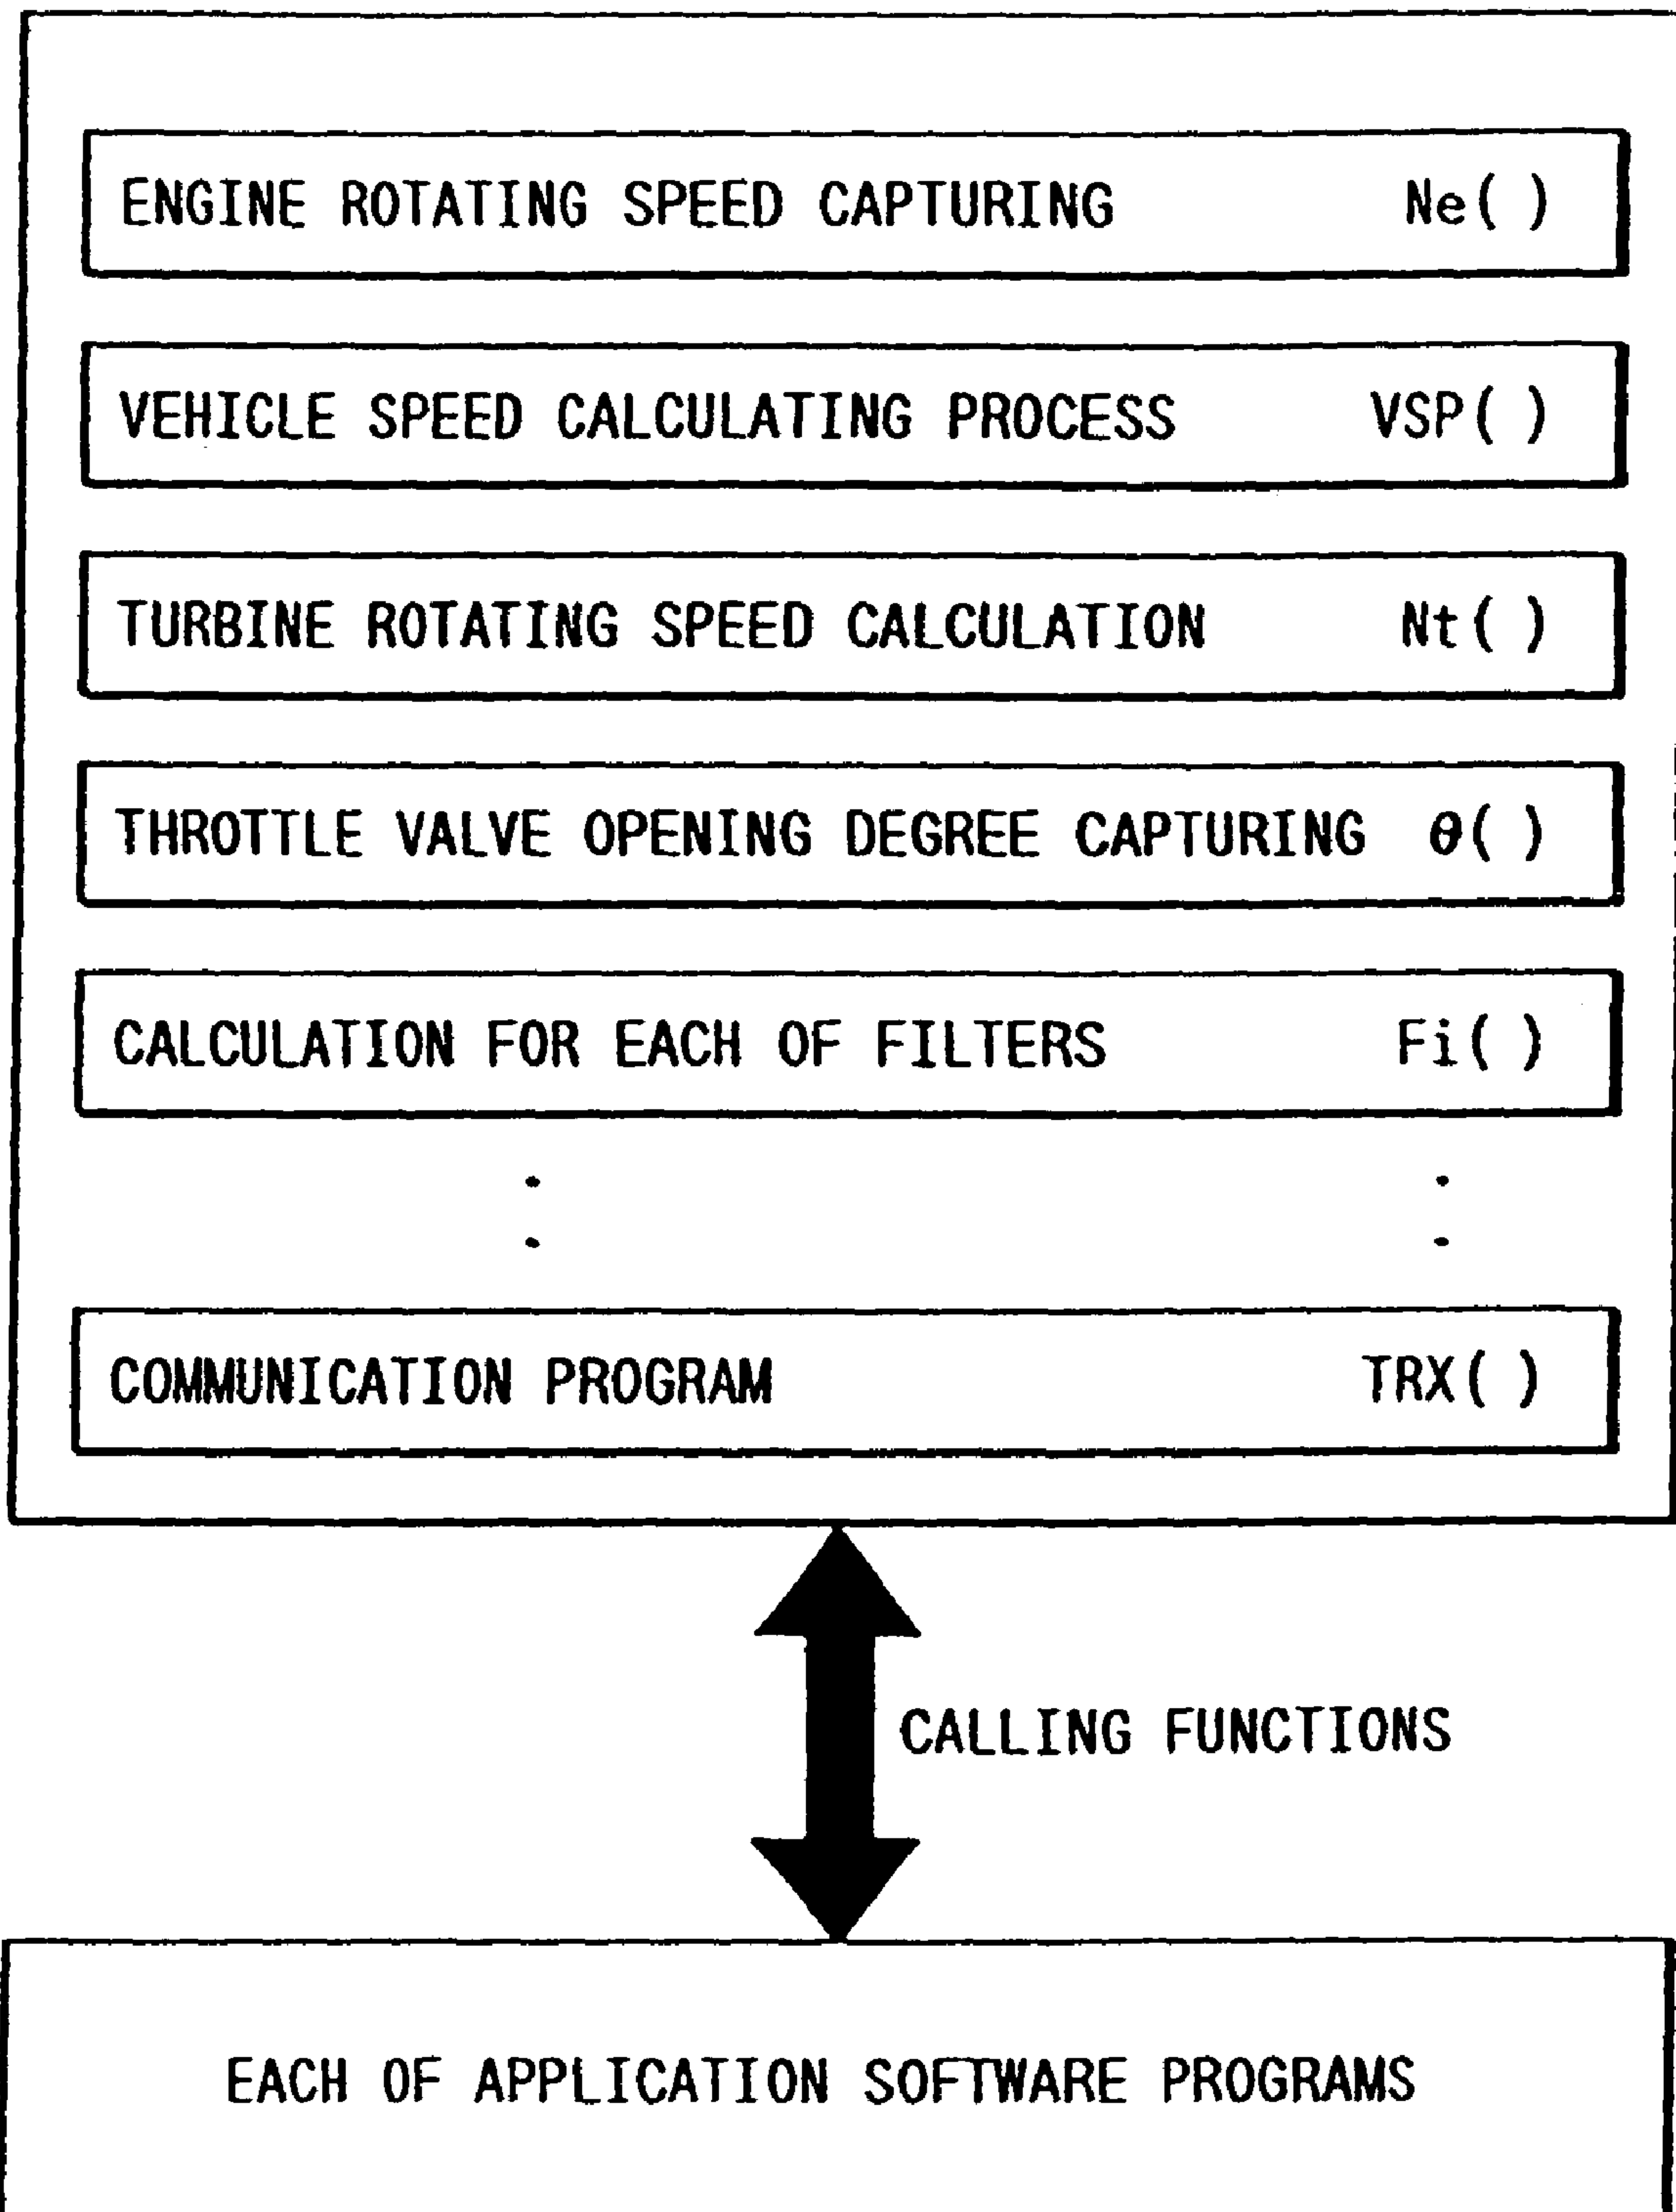 ENGINE ROTATING SPEED CAPTURING Ne( )
VEHICLE SPEED CALCULATING PROCESS VSP( )
TURBINE ROTATING SPEED CALCULATION Nt( )
THROTTLE VALVE OPENING DEGREE CAPTURING θ( )
CALCULATION FOR EACH OF FILTERS Fi( )
COMMUNICATION PROGRAM TRX( )
CALLING FUNCTIONS
EACH OF APPLICATION SOFTWARE PROGRAMS